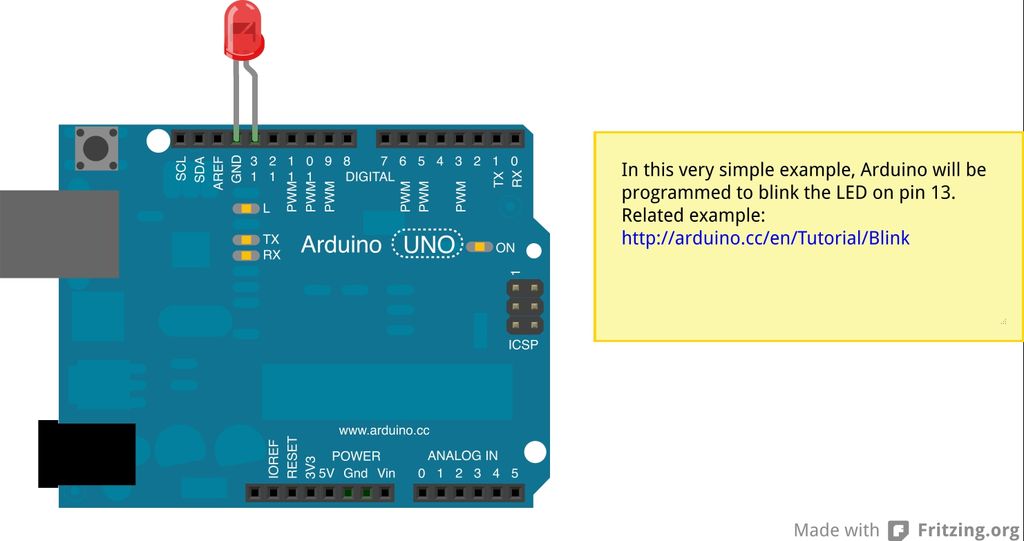 SCL
SDA
AREF
GND
13
12
PWM 11
PWM 10
PWM 9
8
DIGITAL
7
PWM 6
PWM 5
4
PWM 3
2
TX 1
RX 0
L
TX
RX
Arduino UNO
ON
1
ICSP
www.arduino.cc
POWER
ANALOG IN
IOREF
RESET
3V3
5V Gnd Vin
0 1 2 3 4 5
In this very simple example, Arduino will be
programmed to blink the LED on pin 13.
Related example:
http://arduino.cc/en/Tutorial/Blink
Made with Fritzing.org